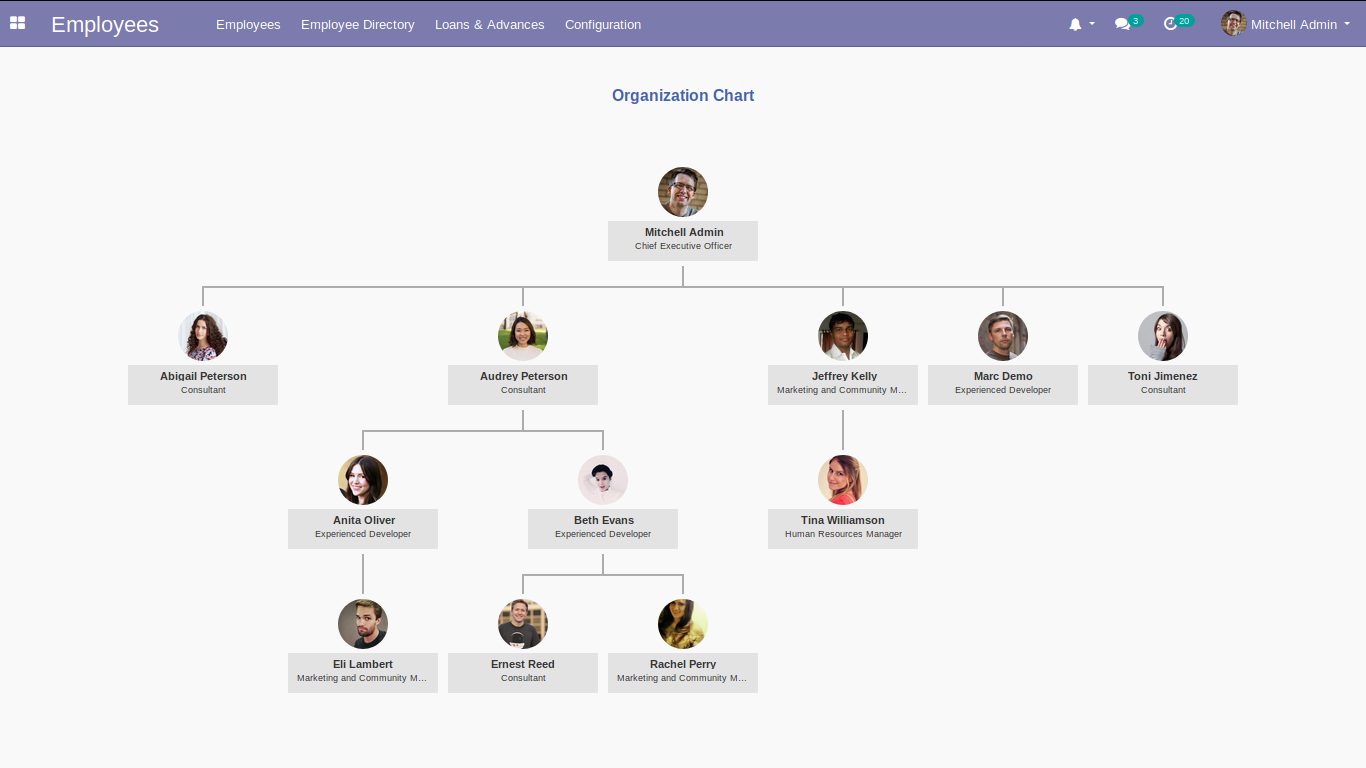 Employees
Employees Employee Directory Loans & Advances Configuration
3
20
Mitchell Admin
Organization Chart
Mitchell Admin
Chief Executive Officer
Abigail Peterson
Consultant
Audrey Peterson
Consultant
Jeffrey Kelly
Marketing and Community M...
Marc Demo
Experienced Developer
Toni Jimenez
Consultant
Anita Oliver
Experienced Developer
Beth Evans
Experienced Developer
Tina Williamson
Human Resources Manager
Eli Lambert
Marketing and Community M...
Ernest Reed
Consultant
Rachel Perry
Marketing and Community M...